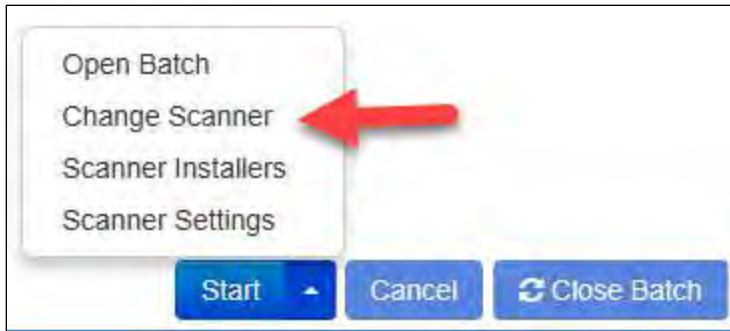 Open Batch
Change Scanner
Scanner Installers
Scanner Settings
Start Cancel Close Batch